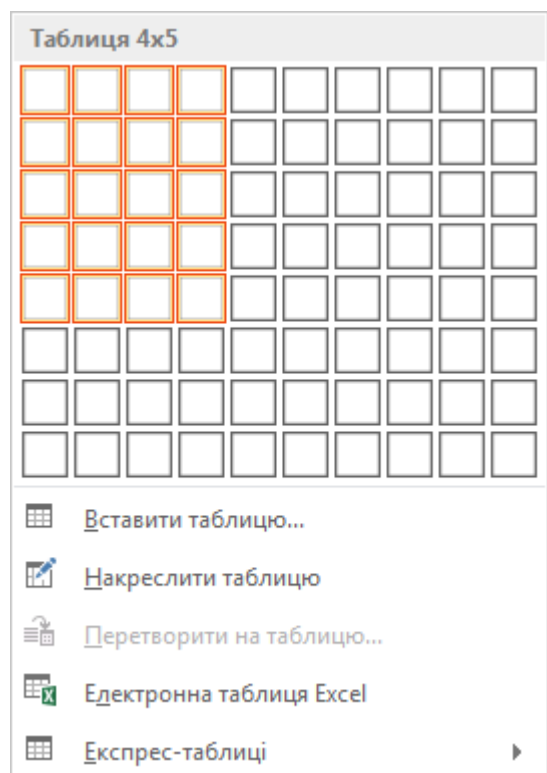 Таблиця 4x5
Вставити таблицю...
Накреслити таблицю
Перетворити на таблицю...
Електронна таблиця Excel
Експрес-таблиці